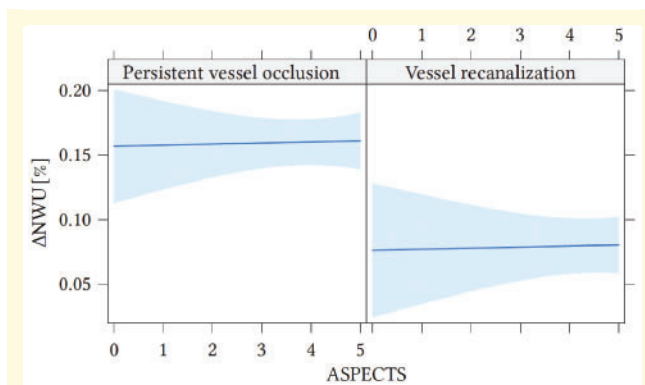 0 1 2 3 4 5
Persistent vessel occlusion Vessel recanalization
0.20
0.15
0.10
0.05
ΔNWU [%]
0 1 2 3 4 5
ASPECTS